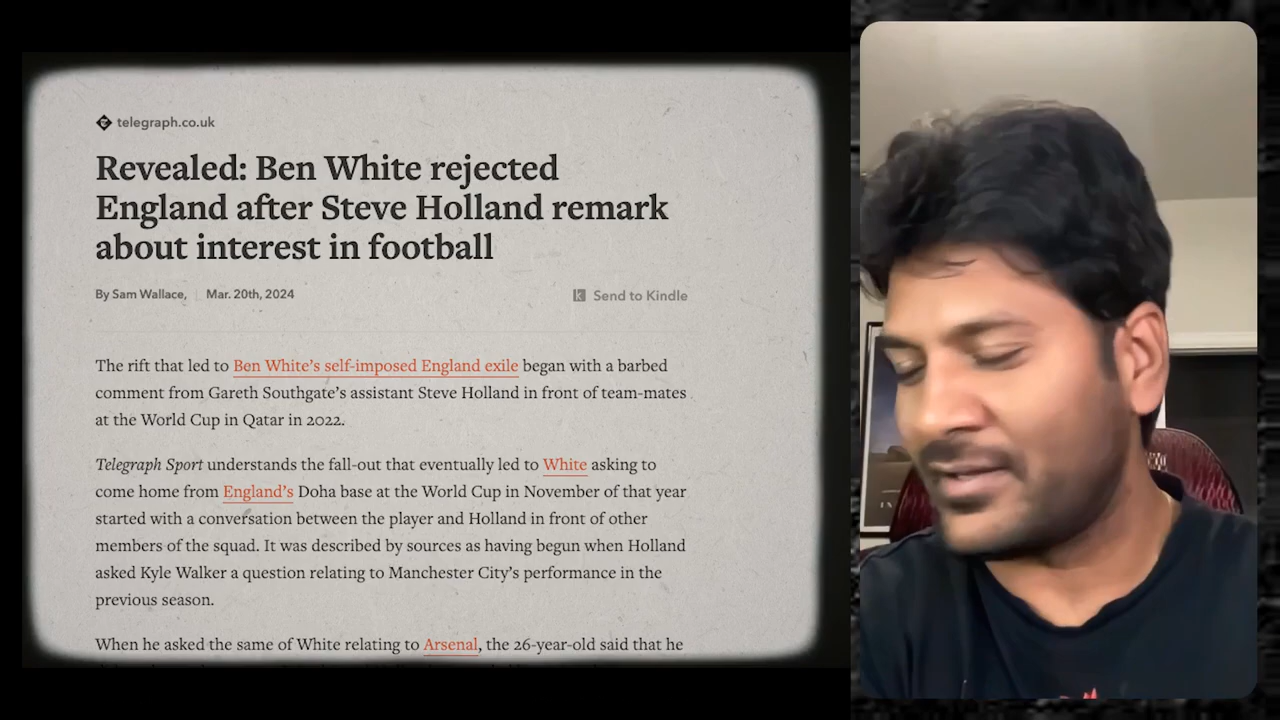 telegraph.co.uk
Revealed: Ben White rejected
England after Steve Holland remark
about interest in football
By Sam Wallace, Mar. 20th, 2024
Send to Kindle
The rift that led to Ben White’s self-imposed England exile began with a barbed
comment from Gareth Southgate’s assistant Steve Holland in front of team-mates
at the World Cup in Qatar in 2022.
Telegraph Sport understands the fall-out that eventually led to White asking to
come home from England’s Doha base at the World Cup in November of that year
started with a conversation between the player and Holland in front of other
members of the squad. It was described by sources as having begun when Holland
asked Kyle Walker a question relating to Manchester City’s performance in the
previous season.
When he asked the same of White relating to Arsenal, the 26-year-old said that he